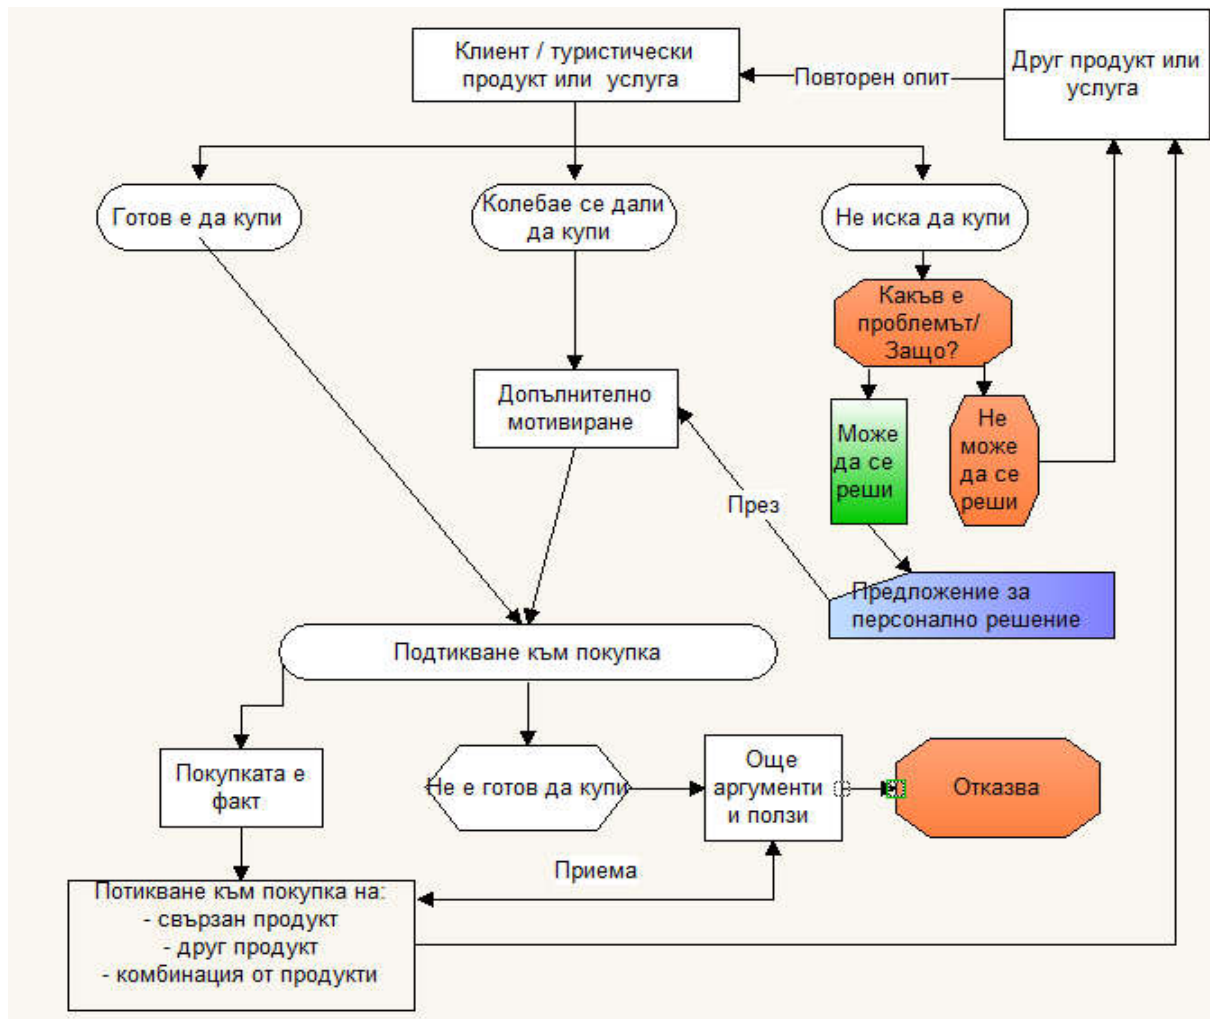 Клиент / туристически
продукт или услуга
Повторен опит
Друг продукт или
услуга
Готов е да купи
Колебае се дали
да купи
Не иска да купи
Какъв е
проблемът/
Защо?
Допълнително
мотивиране
Може
да се
реши
Не
може
да се
реши
През
Предложение за
персонално решение
Подтикване към покупка
Покупката е
факт
Не е готов да купи
Още
аргументи
и ползи
Отказва
Приема
Потикване към покупка на:
- свързан продукт
- друг продукт
- комбинация от продукти